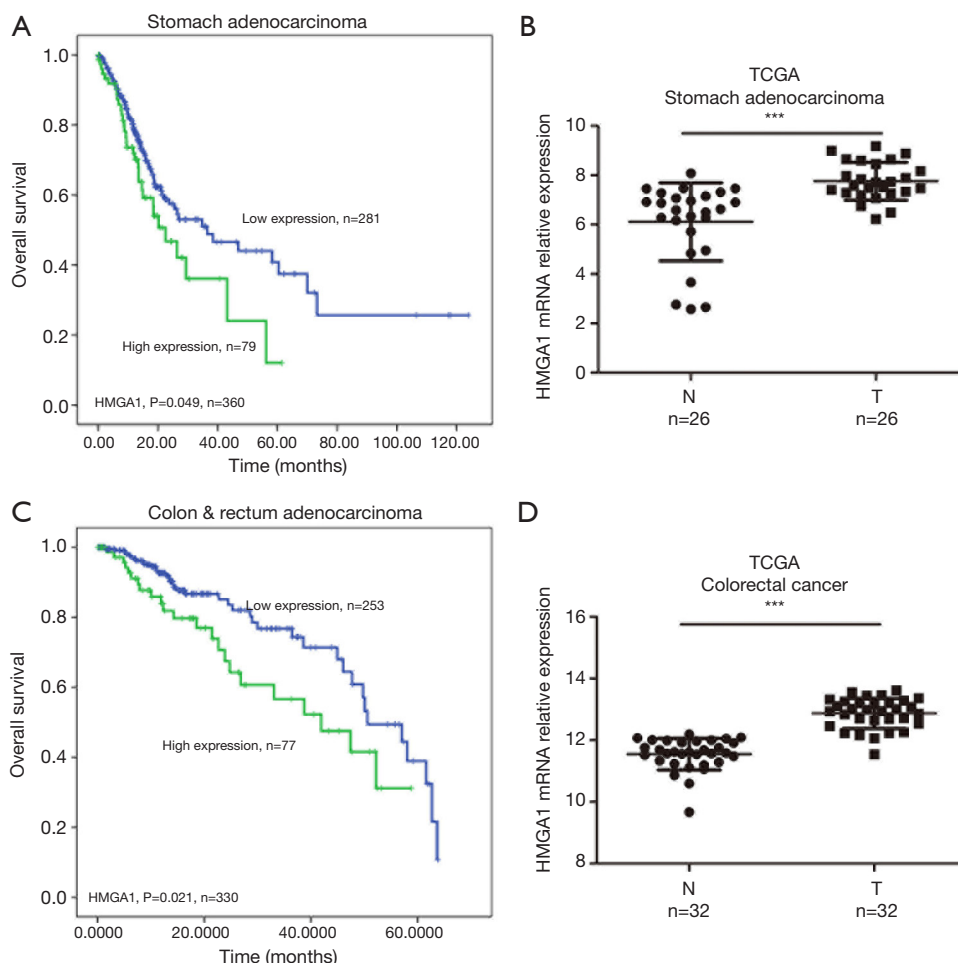 A
Stomach adenocarcinoma
Overall survival
1.0
0.8
0.6
0.4
0.2
0.0
Low expression, n=281
High expression, n=79
HMGA1, P=0.049, n=360
0.00 20.00 40.00 60.00 80.00 100.00 120.00
Time (months)
B
TCGA
Stomach adenocarcinoma
***
HMGA1 mRNA relative expression
10
8
6
4
2
0
N T
n=26 n=26
C
Colon & rectum adenocarcinoma
Overall survival
1.0
0.8
0.6
0.4
0.2
0.0
Low expression, n=253
High expression, n=77
HMGA1, P=0.021, n=330
0.0000 20.0000 40.0000 60.0000
Time (months)
D
TCGA
Colorectal cancer
***
HMGA1 mRNA relative expression
16
14
12
10
8
N T
n=32 n=32